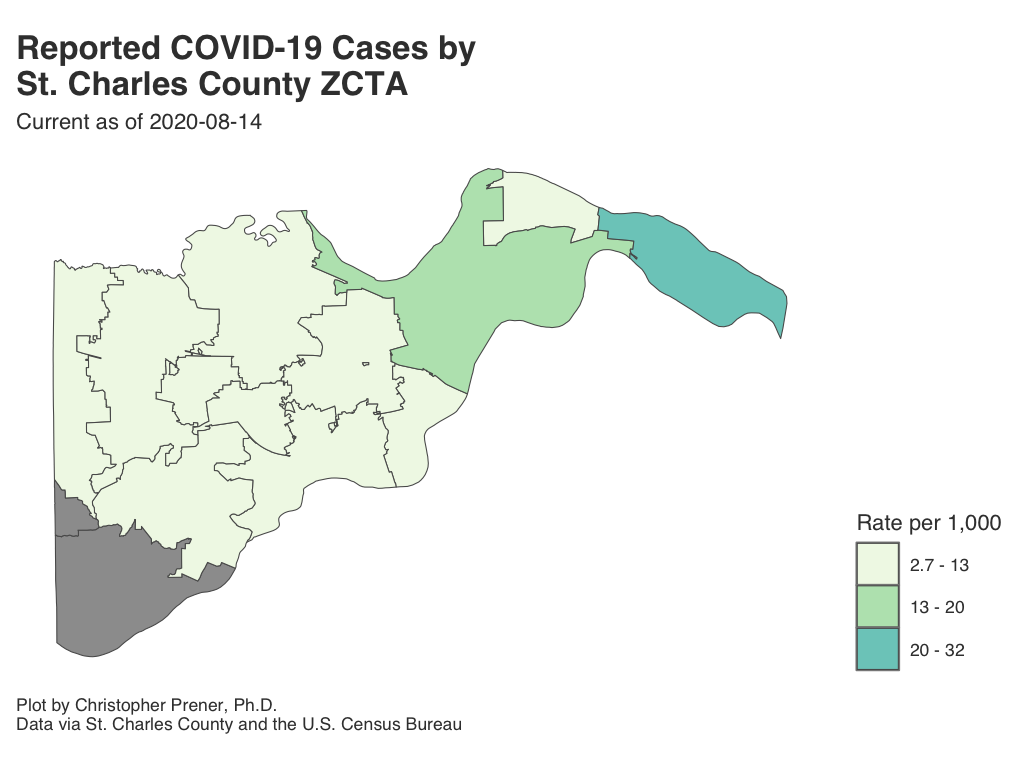 Reported COVID-19 Cases by
St. Charles County ZCTA
Current as of 2020-08-14
Rate per 1,000
2.7 - 13
13 - 20
20 - 32
Plot by Christopher Prener, Ph.D.
Data via St. Charles County and the U.S. Census Bureau